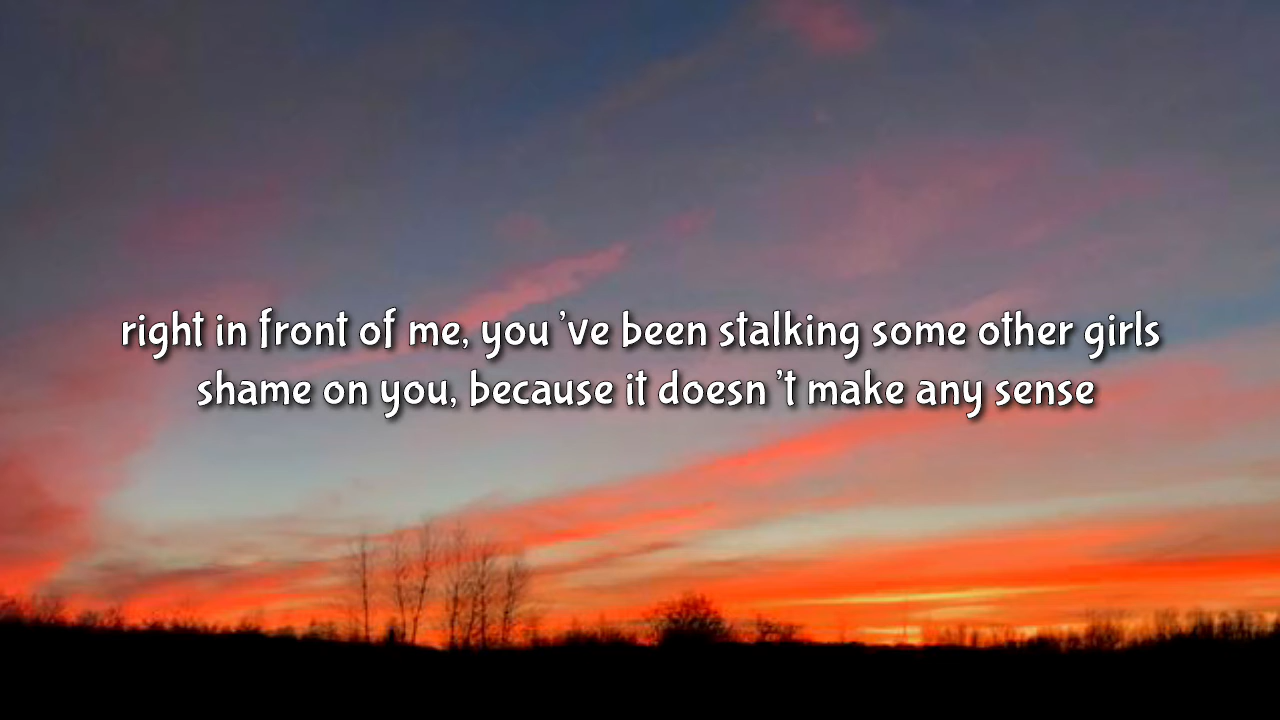 right in front of me, you 've been stalking some other girls
shame on you, because it doesn 't make any sense